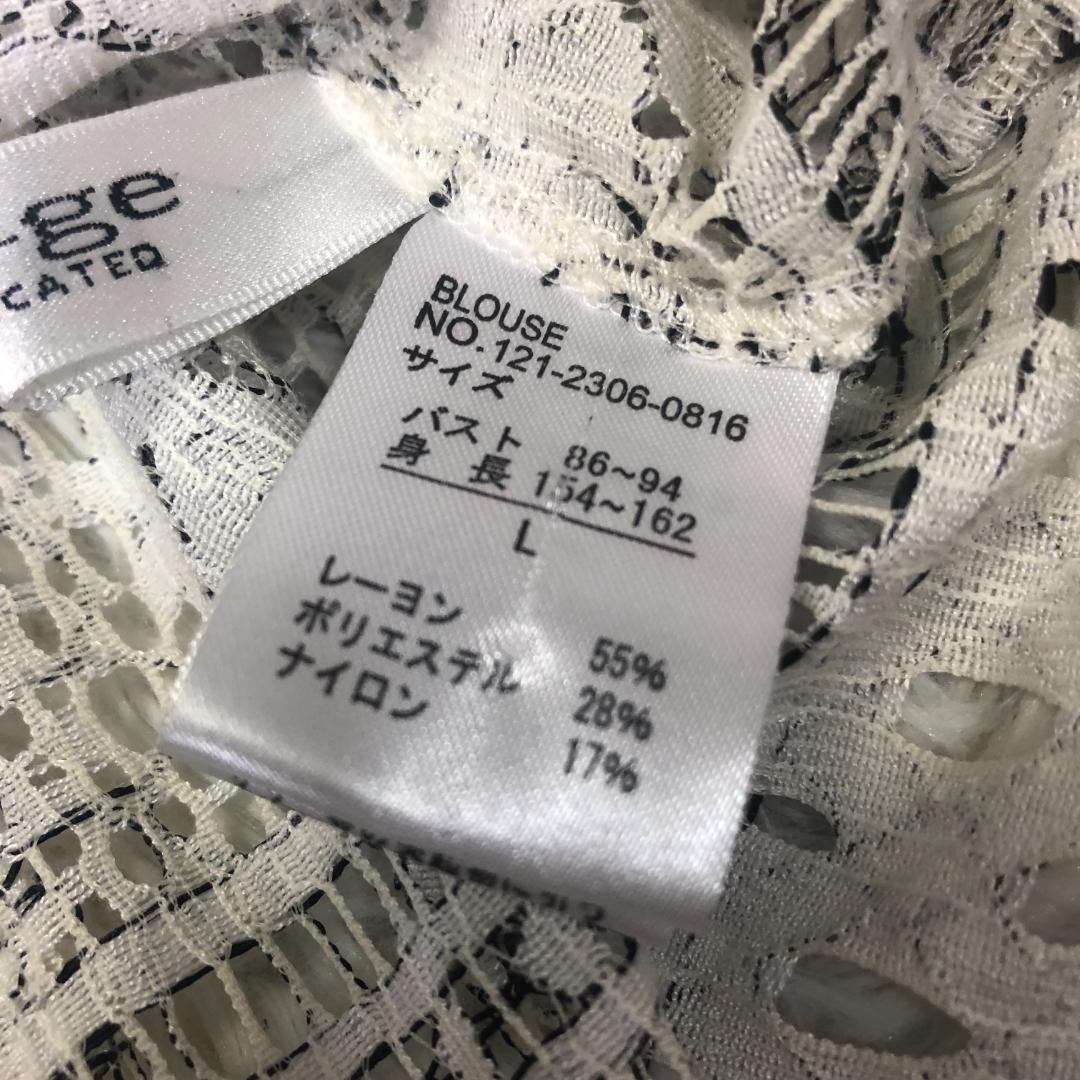 ge
CATED
BLOUSE
NO.121-2306-0816
サイズ
バスト 86~94
身 長 154~162
L
レーヨン 55%
ポリエステル 28%
ナイロン 17%